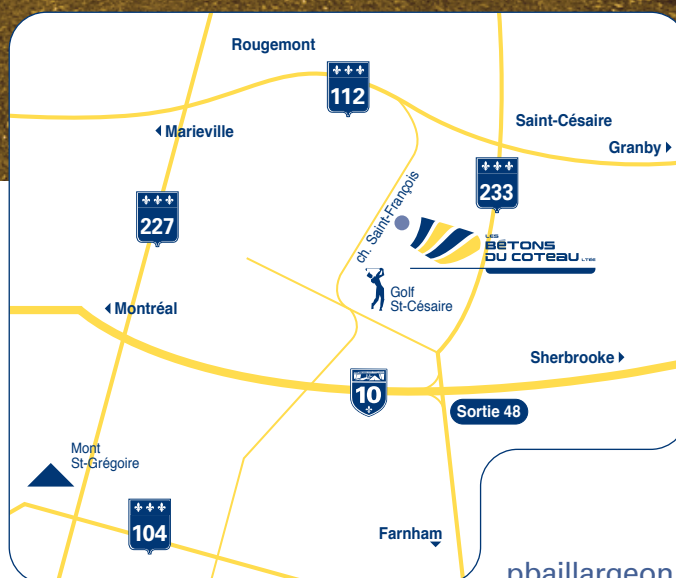 Rougemont
112
Marieville
Saint-Césaire
Granby
227
ch. Saint-François
233
LES
BÉTONS
DU COTEAU LTÉE
Golf
St-Césaire
Montréal
Sherbrooke
10
Sortie 48
Mont
St-Grégoire
104
Farnham
pbaillargeon